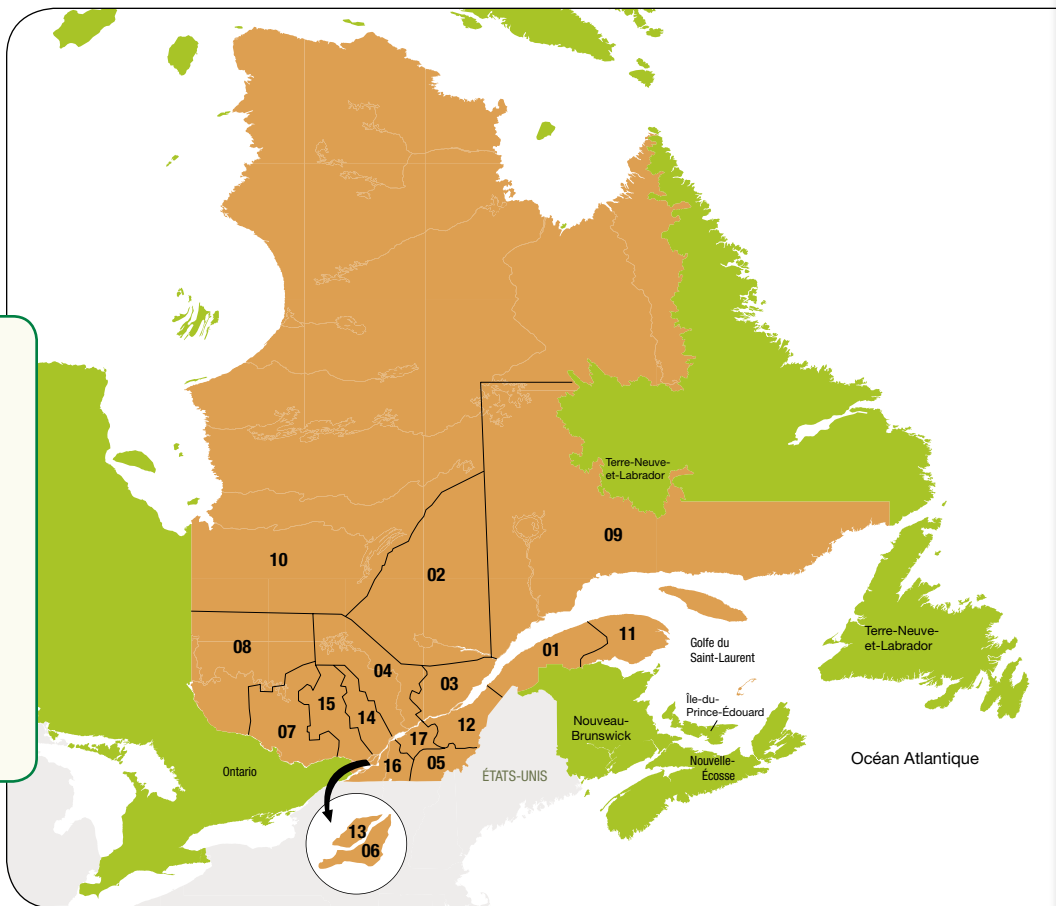 Terre-Neuve-
et-Labrador
09
10
02
Terre-Neuve-
et-Labrador
11
Golfe du
Saint-Laurent
01
08
04
03
15
14
Île-du-
Prince-Édouard
12
Nouveau-
Brunswick
07
17
Océan Atlantique
Nouvelle-
Écosse
16
05
Ontario
ÉTATS-UNIS
13
06